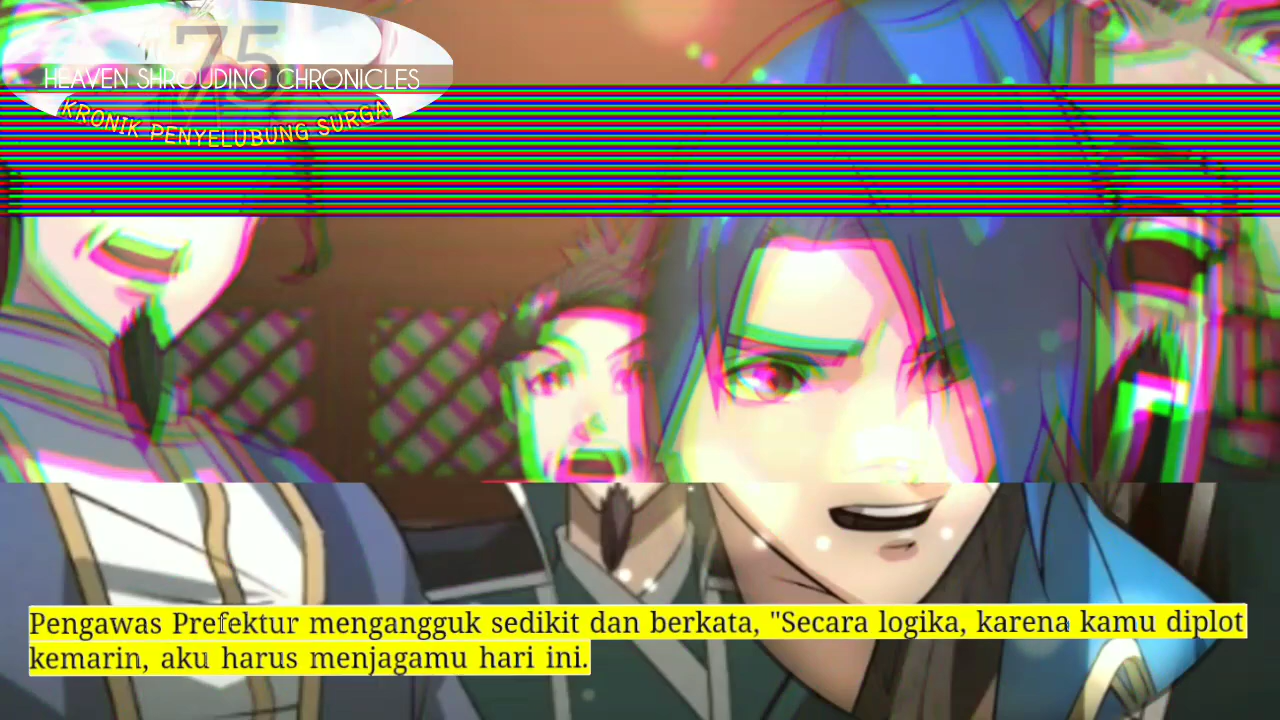 75
HEAVEN SHROUDING CHRONICLES
KRONIK PENYELUBUNG SURGA
Pengawas Prefektur mengangguk sedikit dan berkata, "Secara logika, karena kamu diplot
kemarin, aku harus menjagamu hari ini.